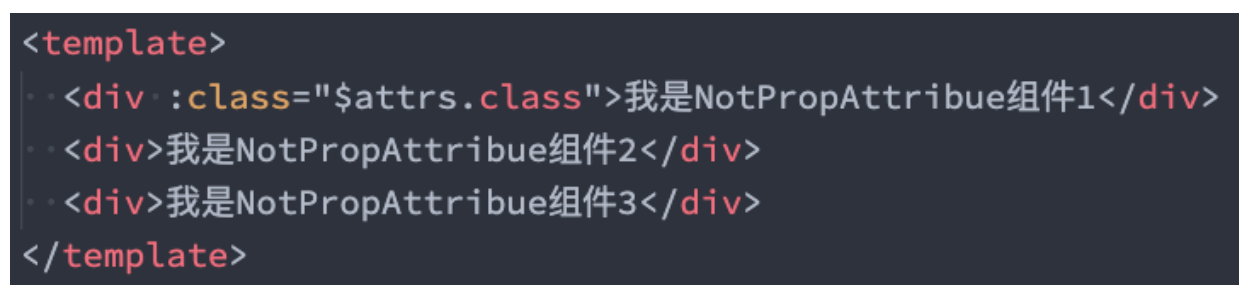 <template>
  <div :class="$attrs.class">我是NotPropAttribue组件1</div>
  <div>我是NotPropAttribue组件2</div>
  <div>我是NotPropAttribue组件3</div>
</template>